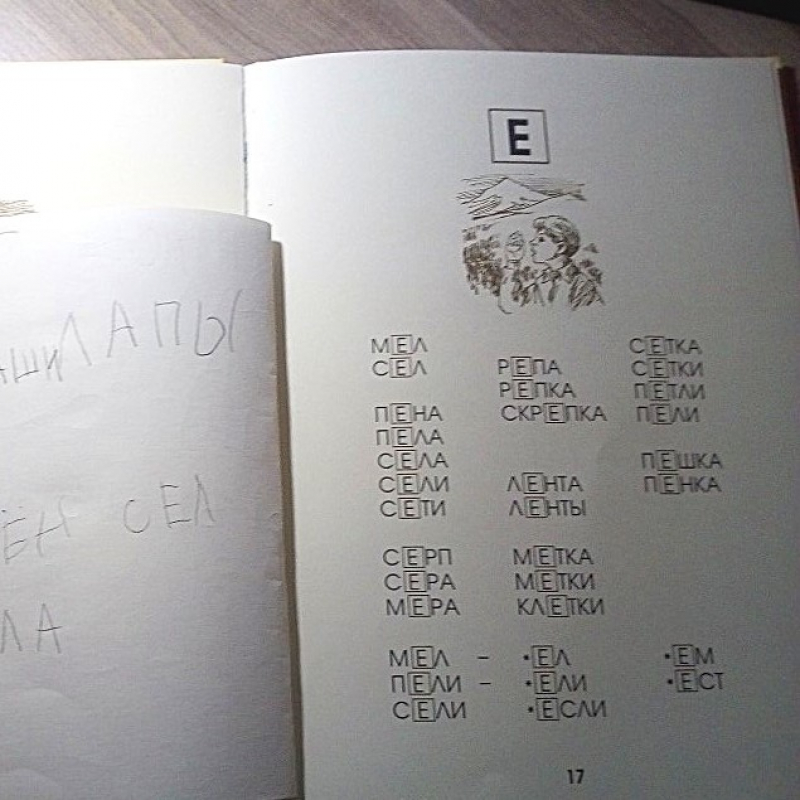 ЛАПЫ
СЕЛ
Е
МЕЛ СЕТКА
СЕЛ РЕПА СЕТКИ
РЕПКА ПЕТЛИ
ПЕНА СКРЕПКА ПЕЛИ
ПЕЛА
СЕЛА ПЕШКА
СЕЛИ ЛЕНТА ПЕНКА
СЕТИ ЛЕНТЫ
СЕРП МЕТКА
СЕРА МЕТКИ
МЕРА КЛЕТКИ
МЕЛ – •ЕЛ •ЕМ
ПЕЛИ – •ЕЛИ •ЕСТ
СЕЛИ •ЕСЛИ
17